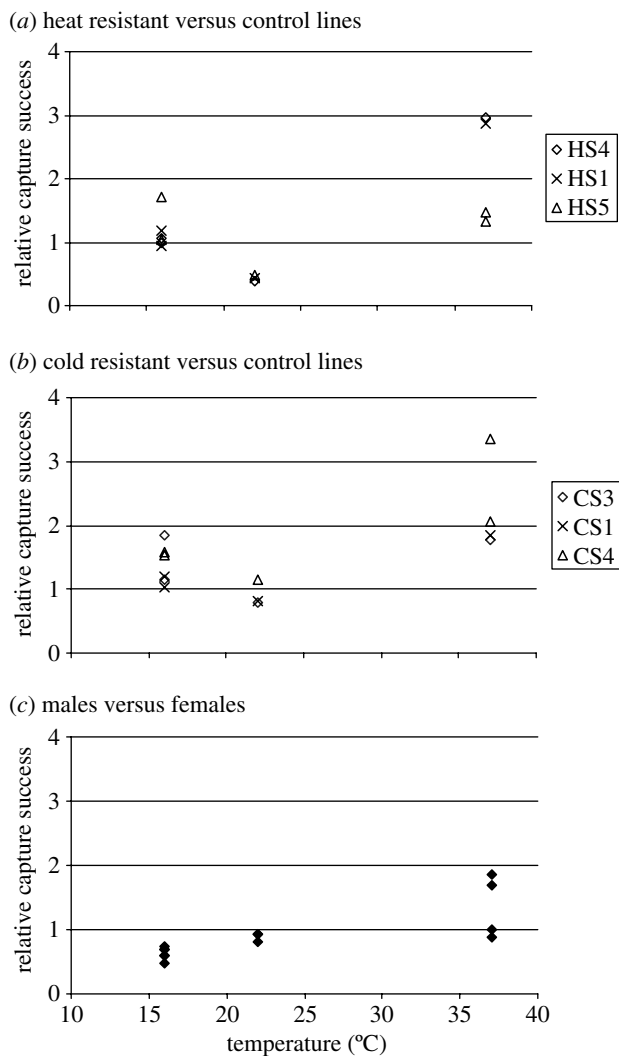 (a) heat resistant versus control lines
4
3
2
1
0
relative capture success
HS4
HS1
HS5
(b) cold resistant versus control lines
4
3
2
1
0
relative capture success
CS3
CS1
CS4
(c) males versus females
4
3
2
1
0
relative capture success
10 15 20 25 30 35 40
temperature (ºC)